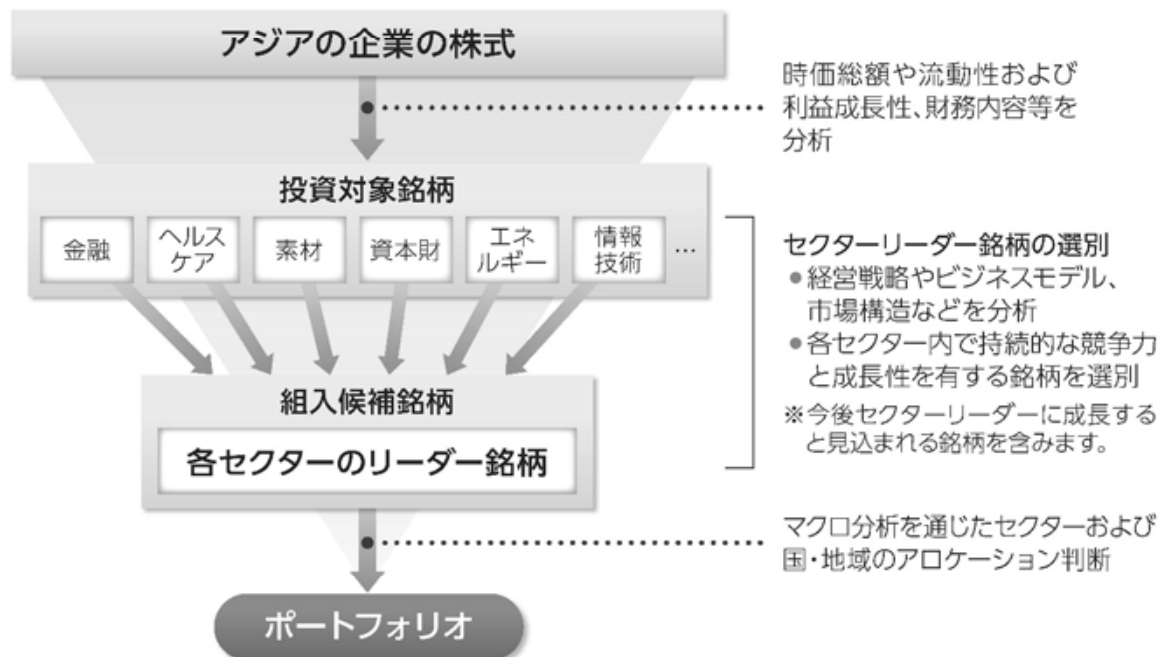 アジアの企業の株式
時価総額や流動性および
利益成長性、財務内容等を
分析
投資対象銘柄
金融
ヘルス
ケア
素材
資本財
エネ
ルギー
情報
技術
…
セクターリーダー銘柄の選別
●経営戦略やビジネスモデル、
市場構造などを分析
●各セクター内で持続的な競争力
と成長性を有する銘柄を選別
※今後セクターリーダーに成長する
と見込まれる銘柄を含みます。
組入候補銘柄
各セクターのリーダー銘柄
マクロ分析を通じたセクターおよび
国・地域のアロケーション判断
ポートフォリオ